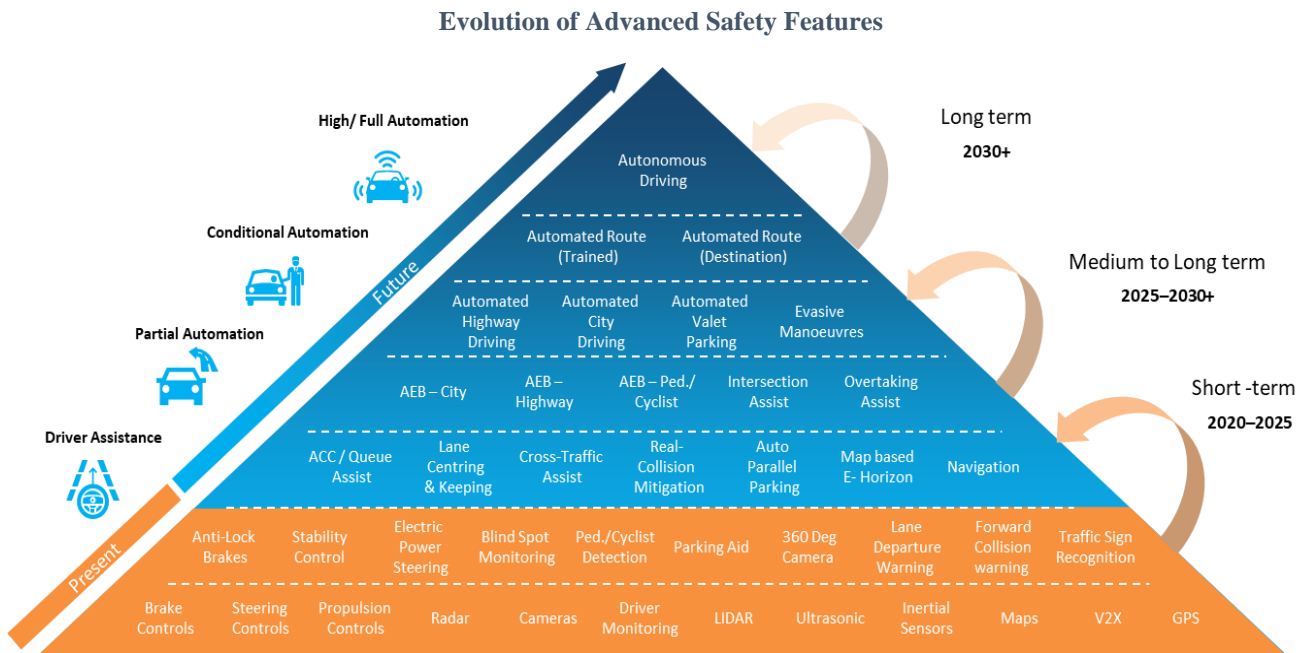 Evolution of Advanced Safety Features
High/ Full Automation
Conditional Automation
Partial Automation
Driver Assistance
Future
Present
Long term
2030+
Medium to Long term
2025–2030+
Short -term
2020–2025
Autonomous
Driving
Automated Route
(Trained)
Automated Route
(Destination)
Automated
Highway
Driving
Automated
City
Driving
Automated
Valet
Parking
Evasive
Manoeuvres
AEB – City
AEB –
Highway
AEB – Ped./
Cyclist
Intersection
Assist
Overtaking
Assist
ACC / Queue
Assist
Lane
Centring
& Keeping
Cross-Traffic
Assist
Real-
Collision
Mitigation
Auto
Parallel
Parking
Map based
E- Horizon
Navigation
Anti-Lock
Brakes
Stability
Control
Electric
Power
Steering
Blind Spot
Monitoring
Ped./Cyclist
Detection
Parking Aid
360 Deg
Camera
Lane
Departure
Warning
Forward
Collision
warning
Traffic Sign
Recognition
Brake
Controls
Steering
Controls
Propulsion
Controls
Radar
Cameras
Driver
Monitoring
LIDAR
Ultrasonic
Inertial
Sensors
Maps
V2X
GPS